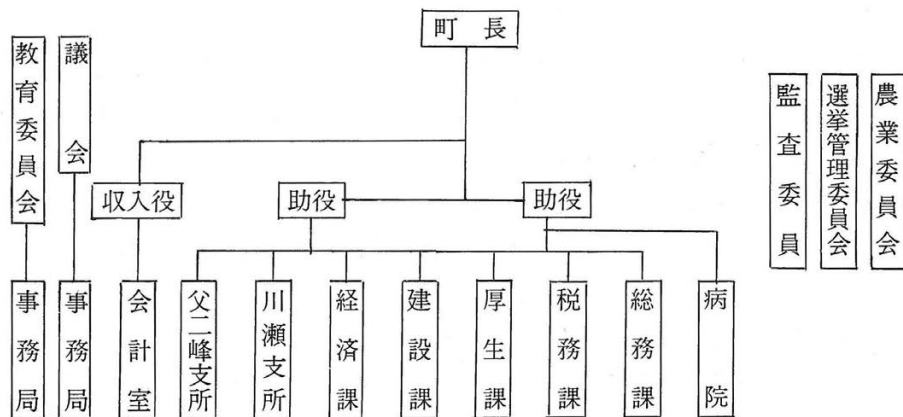 町長
教育委員会
議会
監査委員
選挙管理委員会
農業委員会
収入役
助役
助役
事務局
事務局
会計室
父二峰支所
川瀬支所
経済課
建設課
厚生課
税務課
総務課
病院